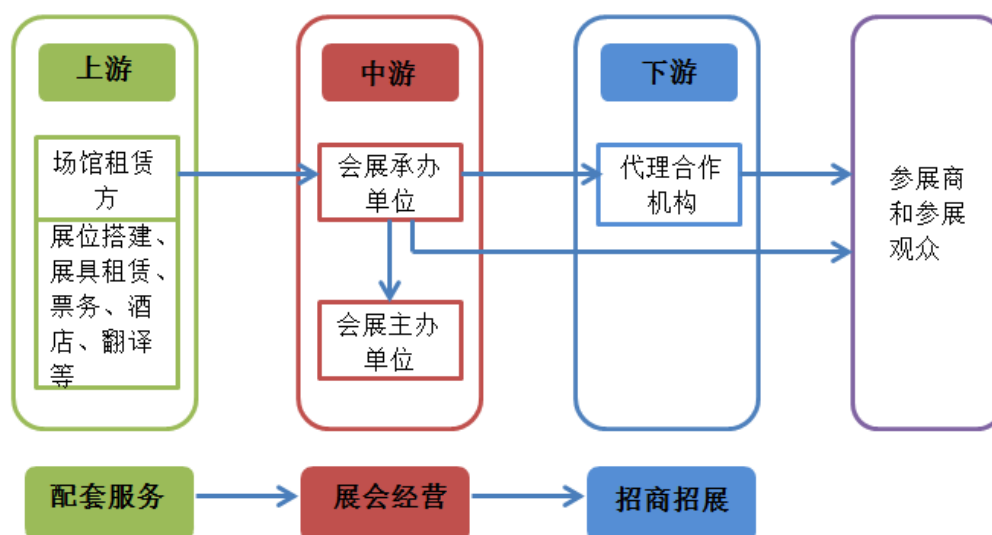 上游
中游
下游
场馆租赁
方
展位搭建、
展具租赁、
票务、酒
店、翻译
等
会展承办
单位
会展主办
单位
代理合作
机构
参展商
和参展
观众
配套服务
展会经营
招商招展